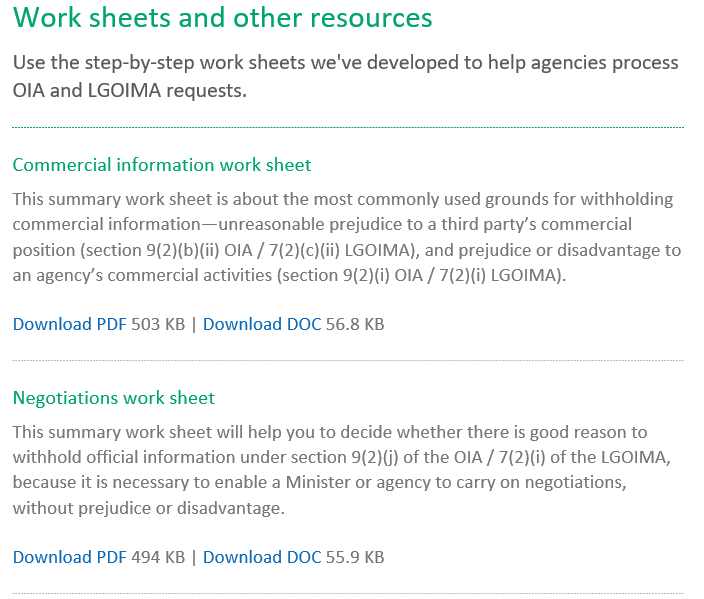 Work sheets and other resources
Use the step-by-step work sheets we've developed to help agencies process
OIA and LGOIMA requests.
Commercial information work sheet
This summary work sheet is about the most commonly used grounds for withholding
commercial information—unreasonable prejudice to a third party’s commercial
position (section 9(2)(b)(ii) OIA / 7(2)(c)(ii) LGOIMA), and prejudice or disadvantage to
an agency’s commercial activities (section 9(2)(i) OIA / 7(2)(i) LGOIMA).
Download PDF 503 KB | Download DOC 56.8 KB
Negotiations work sheet
This summary work sheet will help you to decide whether there is good reason to
withhold official information under section 9(2)(j) of the OIA / 7(2)(i) of the LGOIMA,
because it is necessary to enable a Minister or agency to carry on negotiations,
without prejudice or disadvantage.
Download PDF 494 KB | Download DOC 55.9 KB